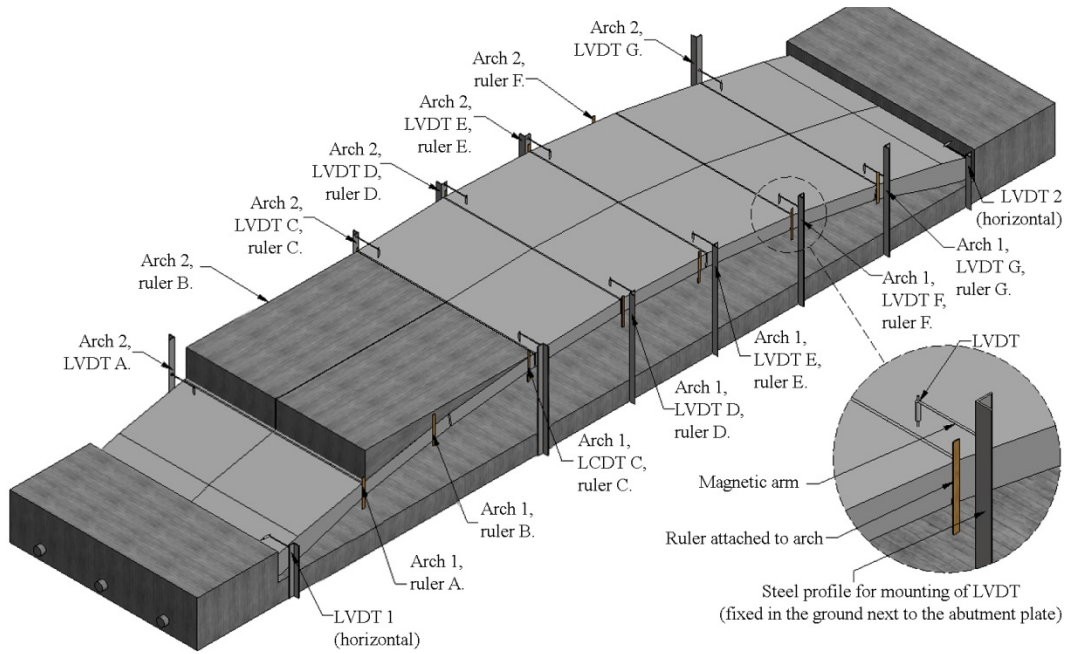 Arch 2,
LVDT G.
Arch 2,
ruler F.
Arch 2,
LVDT E,
ruler E.
Arch 2,
LVDT D,
ruler D.
Arch 2,
LVDT C,
ruler C.
Arch 2,
ruler B.
Arch 2,
LVDT A.
LVDT 2
(horizontal)
Arch 1,
LVDT G,
ruler G.
Arch 1,
LVDT F,
ruler F.
Arch 1,
LVDT E,
ruler E.
Arch 1,
LVDT D,
ruler D.
Arch 1,
LCDT C,
ruler C.
Arch 1,
ruler B.
Arch 1,
ruler A.
LVDT 1
(horizontal)
LVDT
Magnetic arm
Ruler attached to arch
Steel profile for mounting of LVDT
(fixed in the ground next to the abutment plate)